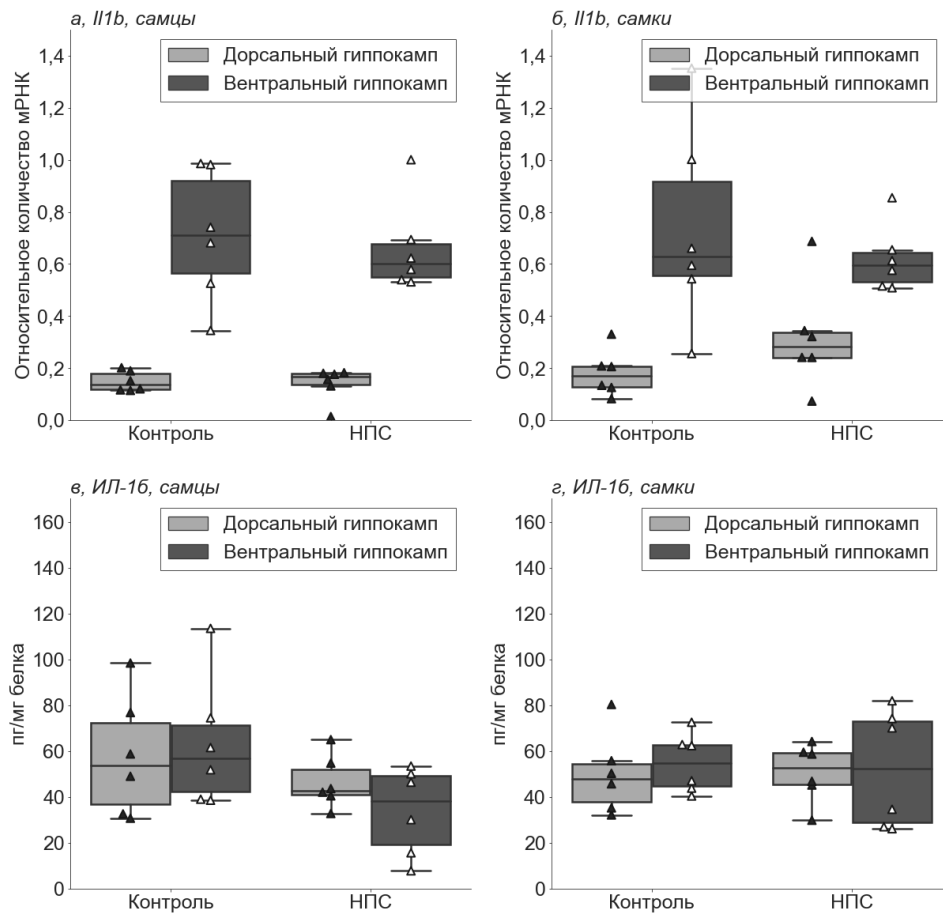 а, Il1b, самцы
Относительное количество мРНК
1,4
1,2
1,0
0,8
0,6
0,4
0,2
0,0
Дорсальный гиппокамп
Вентральный гиппокамп
Контроль
НПС
б, Il1b, самки
Относительное количество мРНК
1,4
1,2
1,0
0,8
0,6
0,4
0,2
0,0
Дорсальный гиппокамп
Вентральный гиппокамп
Контроль
НПС
в, ИЛ-1б, самцы
пг/мг белка
160
140
120
100
80
60
40
20
0
Дорсальный гиппокамп
Вентральный гиппокамп
Контроль
НПС
г, ИЛ-1б, самки
пг/мг белка
160
140
120
100
80
60
40
20
0
Дорсальный гиппокамп
Вентральный гиппокамп
Контроль
НПС